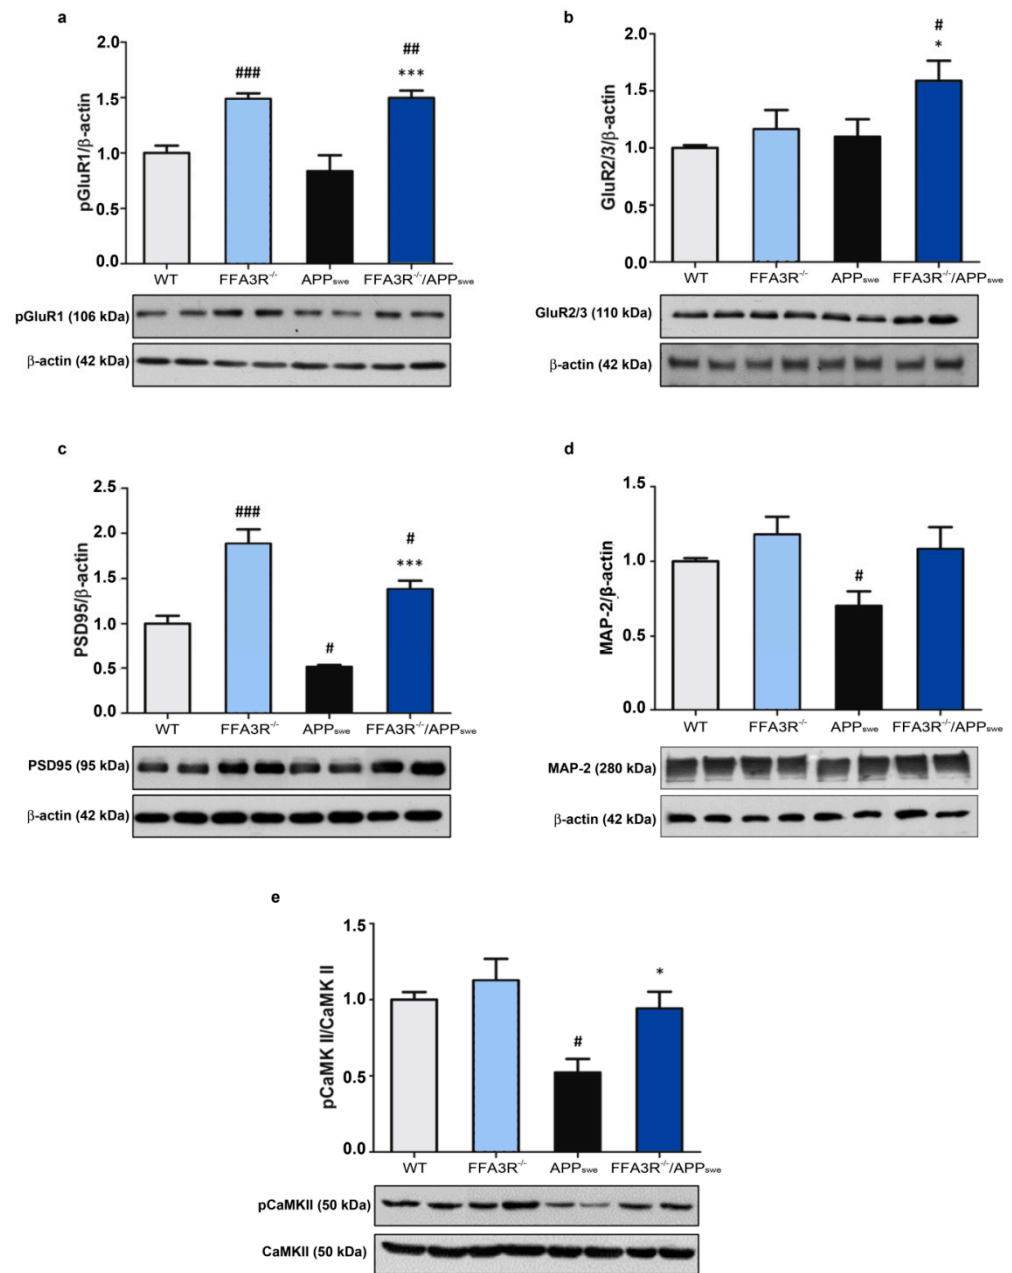 a
pGluR1/β-actin
2.0
1.5
1.0
0.5
0.0
###
##
***
WT FFA3R-/- APPswe FFA3R-/-/APPswe
pGluR1 (106 kDa)
β-actin (42 kDa)
b
GluR2/3/β-actin
2.0
1.5
1.0
0.5
0.0
#
*
WT FFA3R-/- APPswe FFA3R-/-/APPswe
GluR2/3 (110 kDa)
β-actin (42 kDa)
c
PSD95/β-actin
2.5
2.0
1.5
1.0
0.5
0.0
###
#
#
***
WT FFA3R-/- APPswe FFA3R-/-/APPswe
PSD95 (95 kDa)
β-actin (42 kDa)
d
MAP-2/β-actin
1.5
1.0
0.5
0.0
#
WT FFA3R-/- APPswe FFA3R-/-/APPswe
MAP-2 (280 kDa)
β-actin (42 kDa)
e
pCaMK II/CaMK II
1.5
1.0
0.5
0.0
#
*
WT FFA3R-/- APPswe FFA3R-/-/APPswe
pCaMKII (50 kDa)
CaMKII (50 kDa)